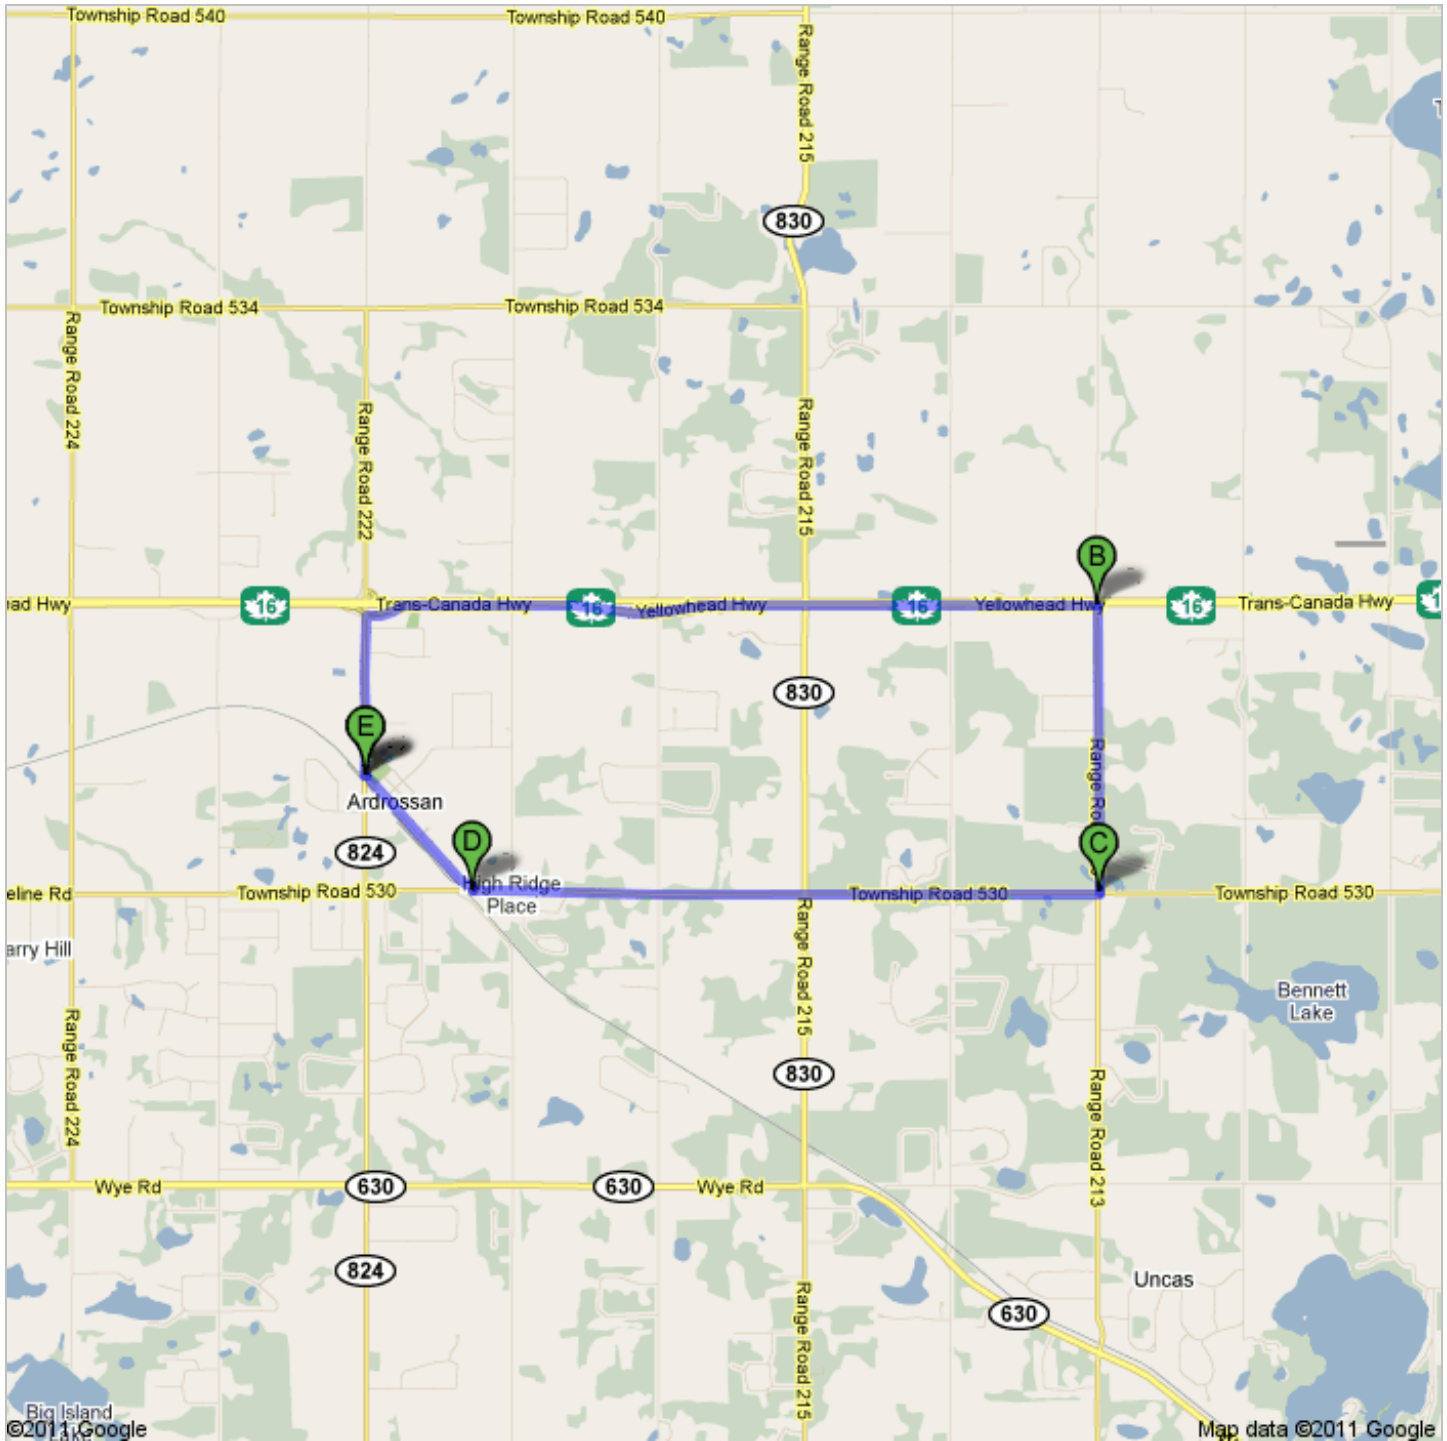 Township Road 540
Township Road 540
Range Road 215
830
Township Road 534
Township Road 534
Range Road 224
Range Road 222
Range Road 215
B
ead Hwy
16
Trans-Canada Hwy
16
Yellowhead Hwy
16
Yellowhead Hwy
16
Trans-Canada Hwy
830
E
Range Ro
Ardrossan
D
C
824
High Ridge
Place
eline Rd
Township Road 530
Township Road 530
Township Road 530
arry Hill
Range Road 215
Bennett
Lake
Range Road 224
830
Range Road 213
Wye Rd
630
630
Wye Rd
824
Uncas
630
Range Road 215
Big Island
Lake
©2011 Google
Map data ©2011 Google